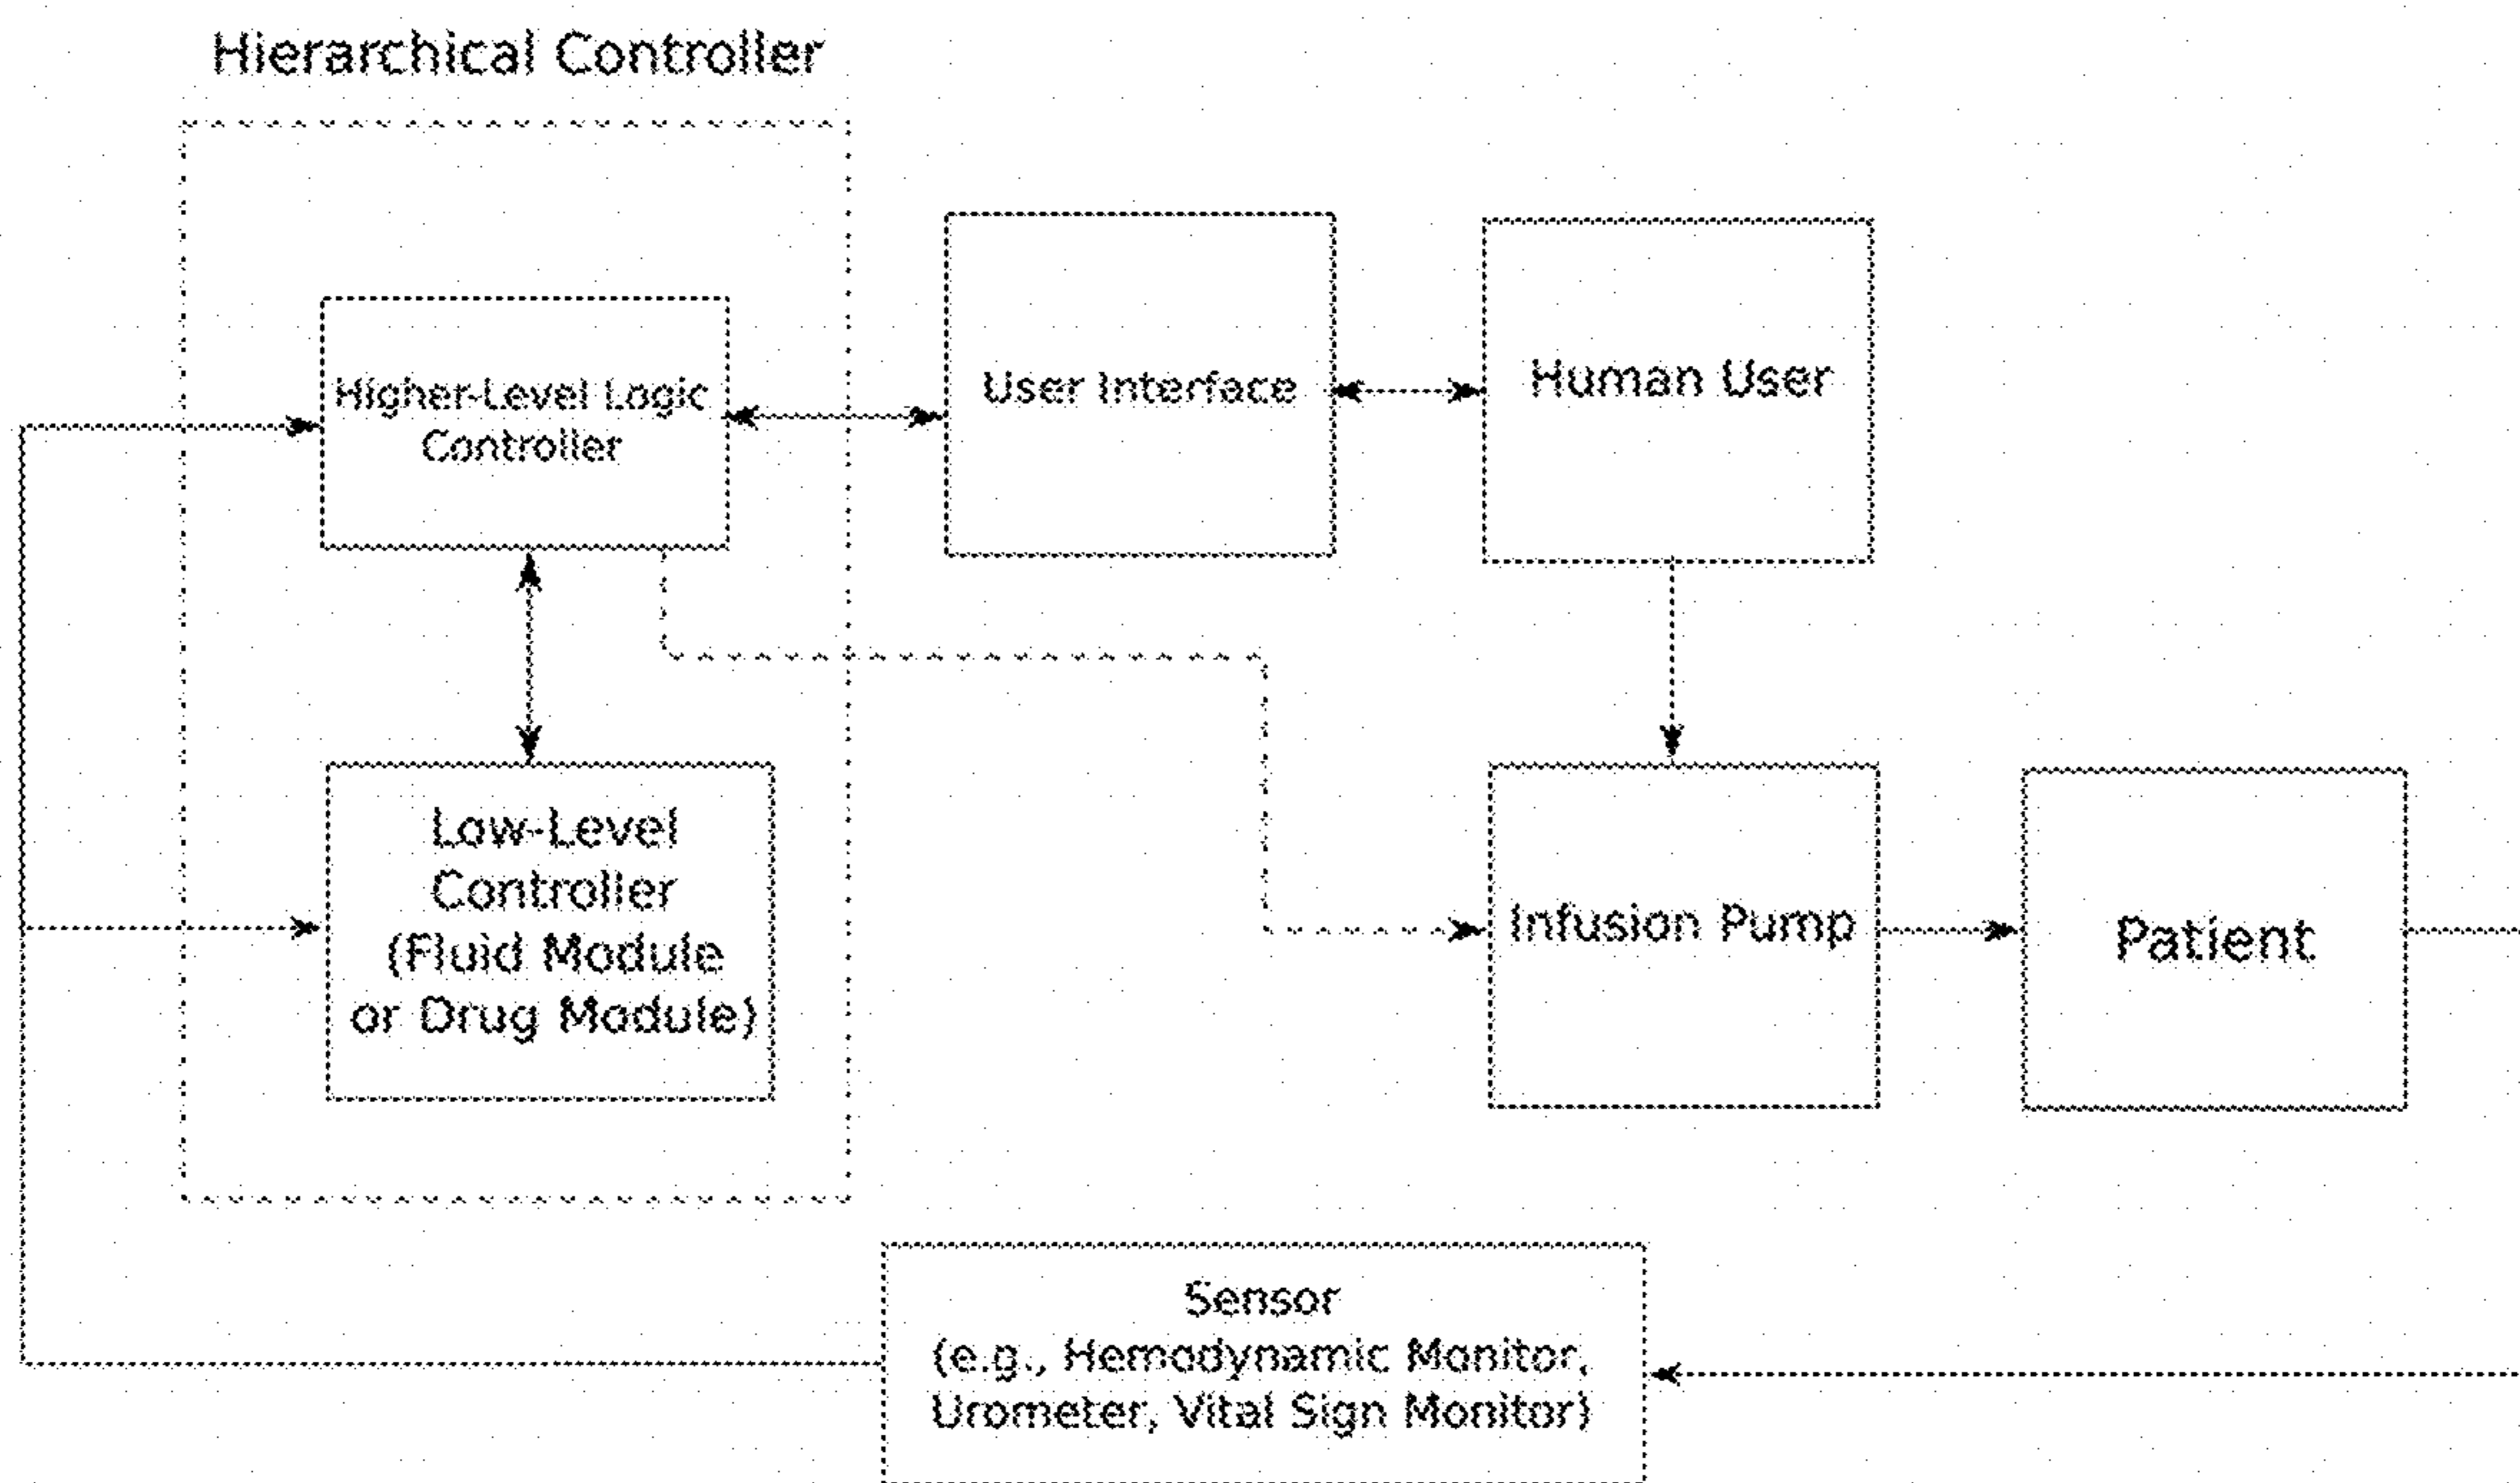 Hierarchical Controller
Higher-Level Logic
Controller
User Interface
Human User
Low-Level
Controller
(Fluid Module
or Drug Module)
Infusion Pump
Patient
Sensor
(e.g., Hemodynamic Monitor,
Urometer, Vital Sign Monitor)